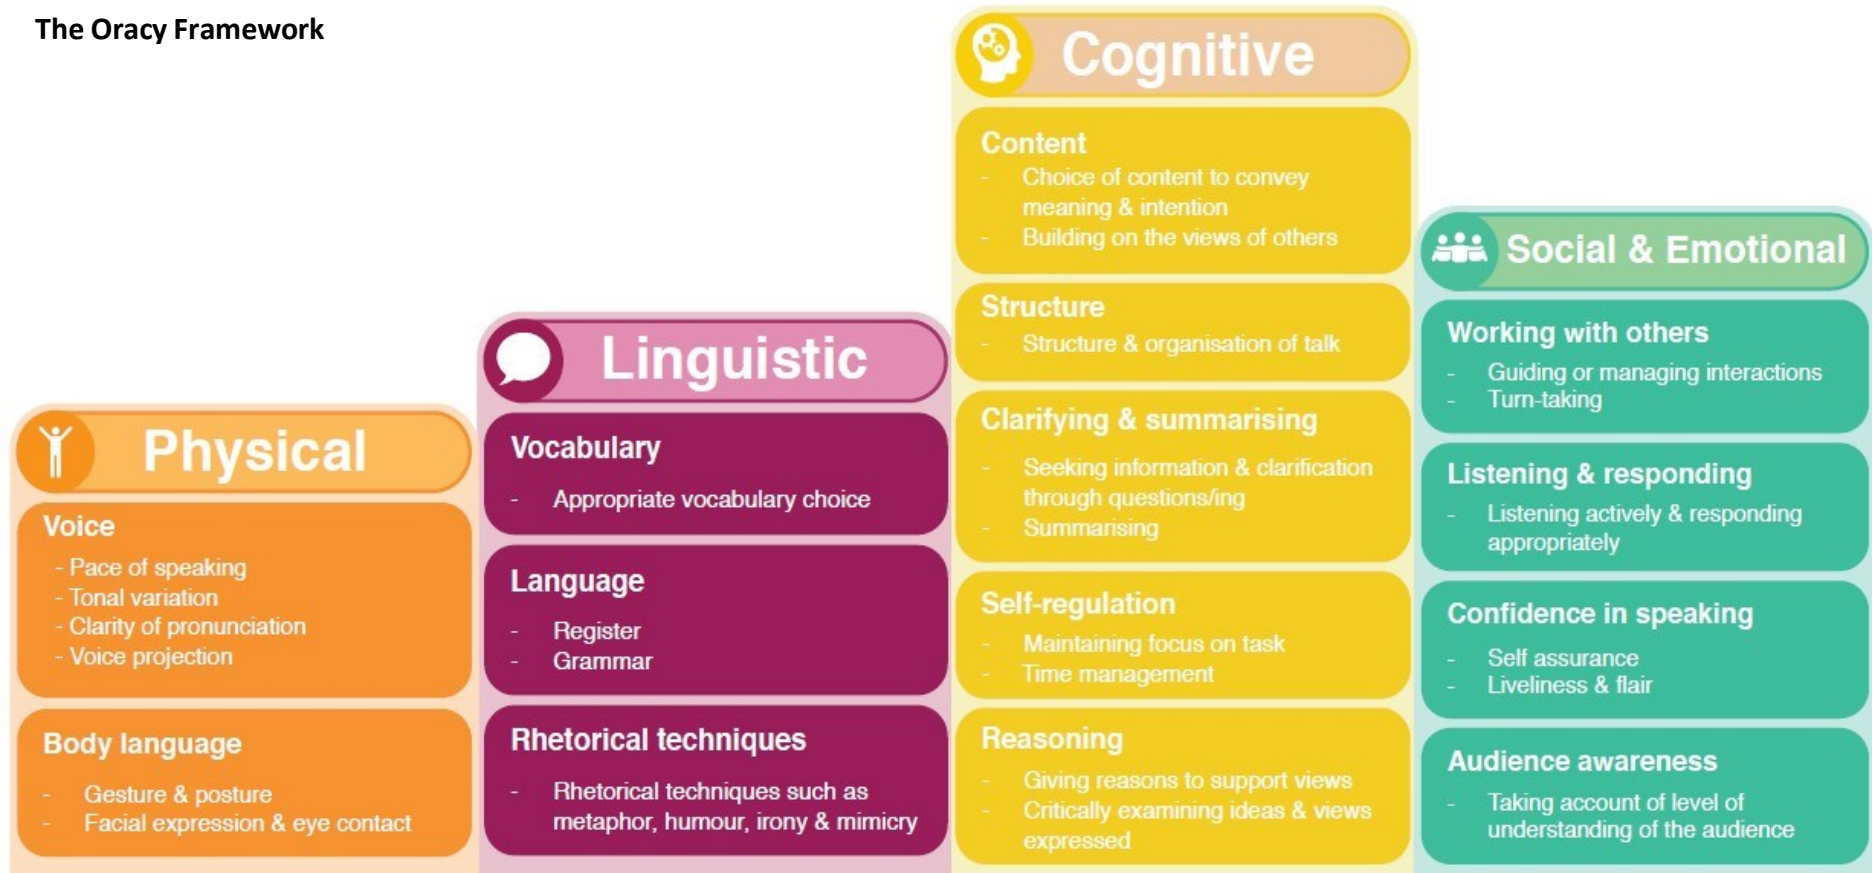 The Oracy Framework
Physical
Voice
- Pace of speaking
- Tonal variation
- Clarity of pronunciation
- Voice projection
Body language
- Gesture & posture
- Facial expression & eye contact
Linguistic
Vocabulary
- Appropriate vocabulary choice
Language
- Register
- Grammar
Rhetorical techniques
- Rhetorical techniques such as
metaphor, humour, irony & mimicry
Cognitive
Content
- Choice of content to convey
meaning & intention
- Building on the views of others
Structure
- Structure & organisation of talk
Clarifying & summarising
- Seeking information & clarification
through questions/ing
- Summarising
Self-regulation
- Maintaining focus on task
- Time management
Reasoning
- Giving reasons to support views
- Critically examining ideas & views
expressed
Social & Emotional
Working with others
- Guiding or managing interactions
- Turn-taking
Listening & responding
- Listening actively & responding
appropriately
Confidence in speaking
- Self assurance
- Liveliness & flair
Audience awareness
- Taking account of level of
understanding of the audience